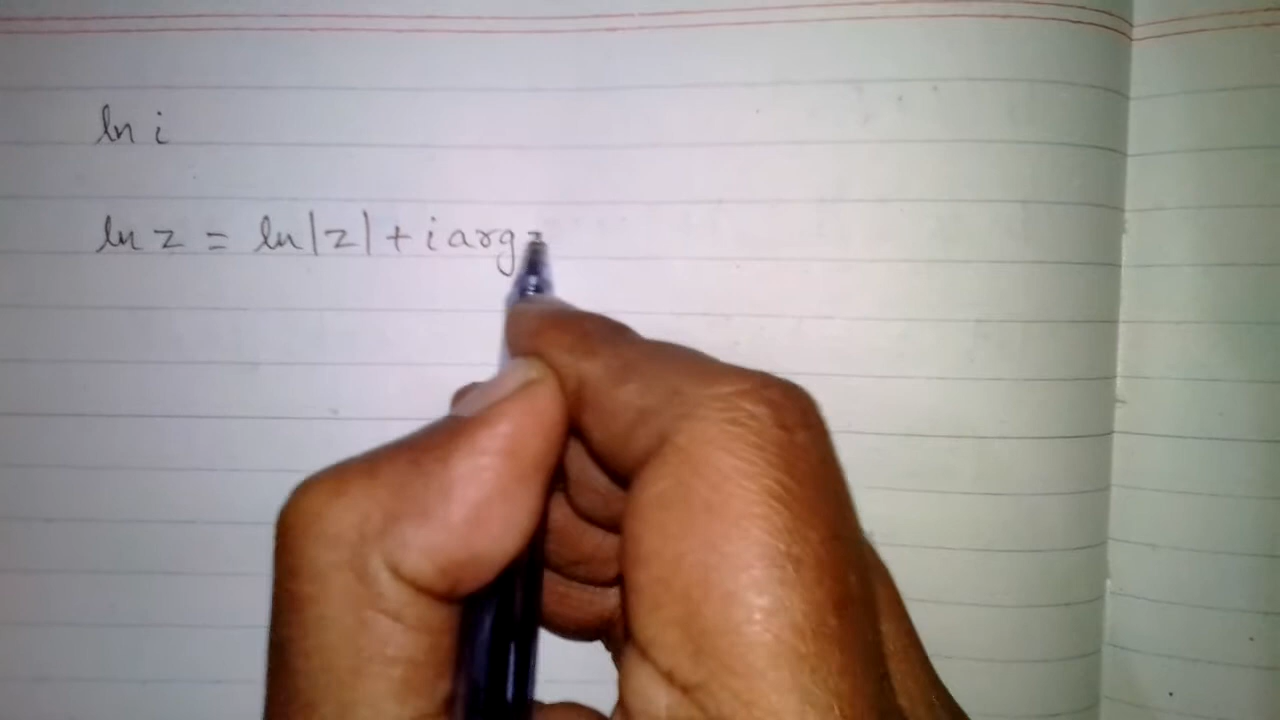 ln i
ln z = ln|z| + i arg z